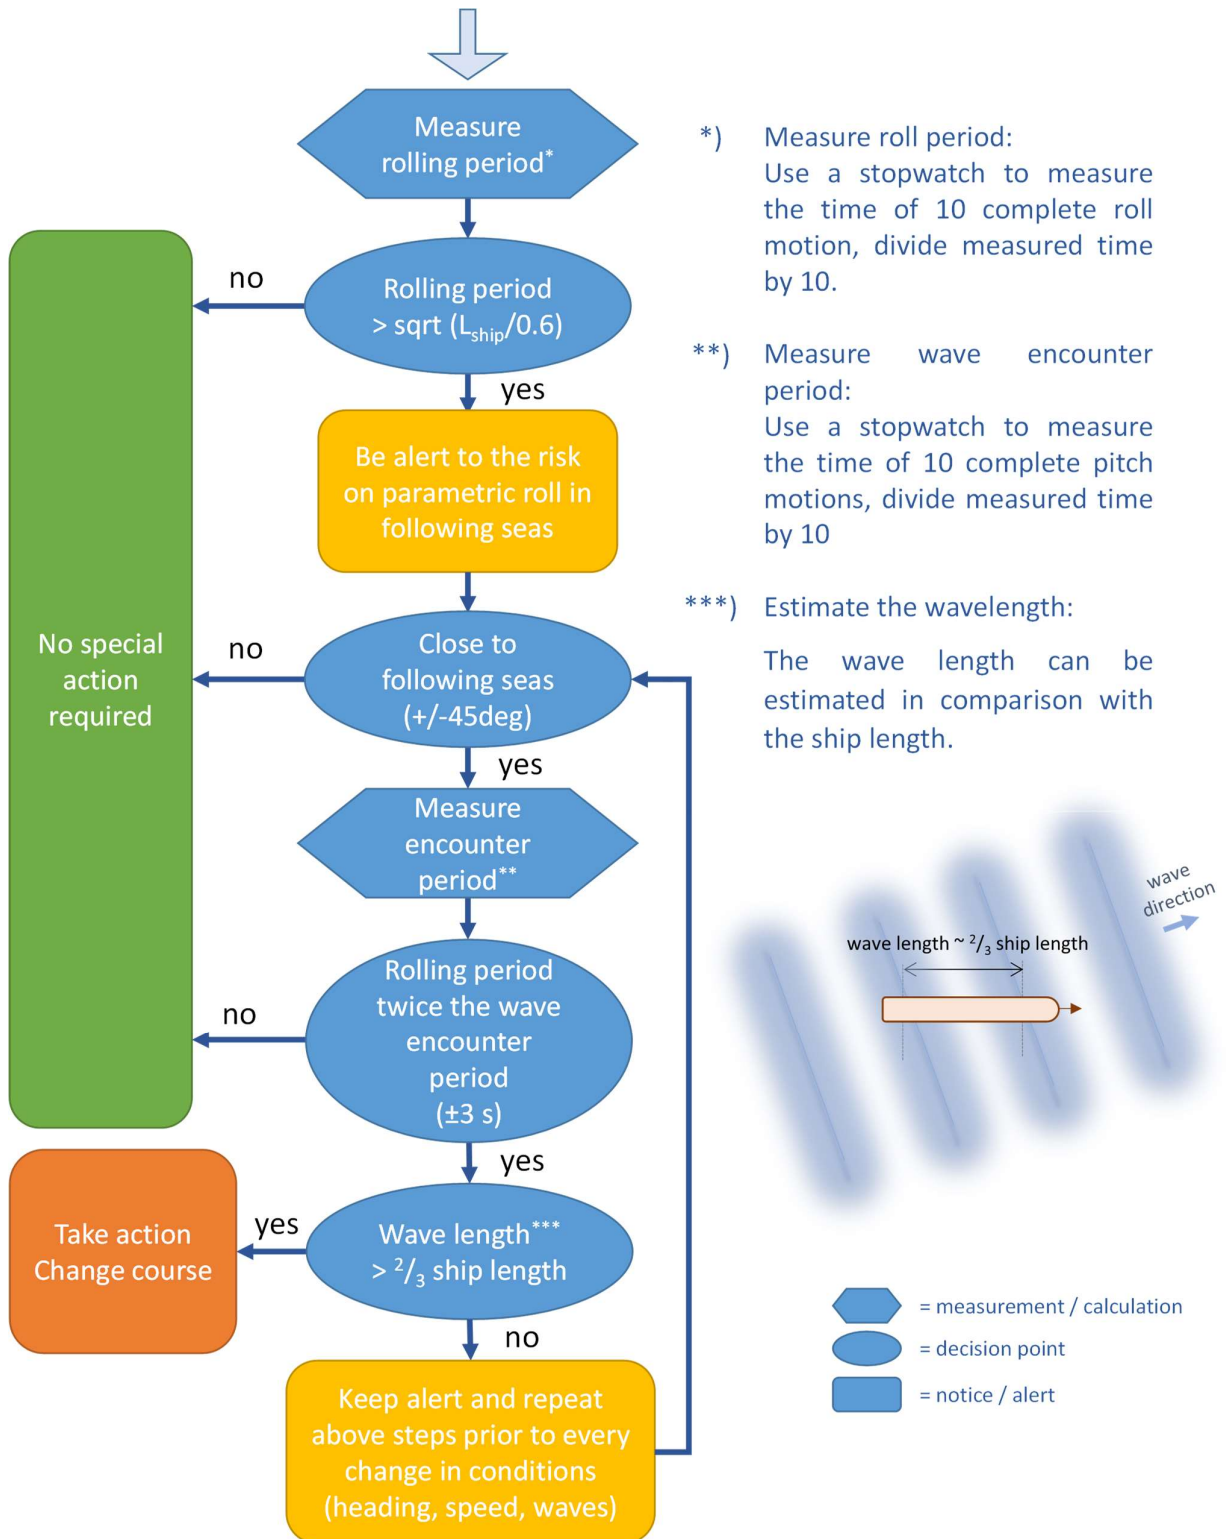 Measure
rolling period*
no
Rolling period
> sqrt (Lship/0.6)
yes
Be alert to the risk
on parametric roll in
following seas
No special
action
required
no
Close to
following seas
(+/-45deg)
yes
Measure
encounter
period**
no
Rolling period
twice the wave
encounter
period
(±3 s)
yes
Take action
Change course
yes
Wave length***
> 2/3 ship length
no
Keep alert and repeat
above steps prior to every
change in conditions
(heading, speed, waves)
*) Measure roll period:
Use a stopwatch to measure
the time of 10 complete roll
motion, divide measured time
by 10.
**) Measure wave encounter
period:
Use a stopwatch to measure
the time of 10 complete pitch
motions, divide measured time
by 10
***) Estimate the wavelength:
The wave length can be
estimated in comparison with
the ship length.
wave
direction
wave length ~ 2/3 ship length
= measurement / calculation
= decision point
= notice / alert